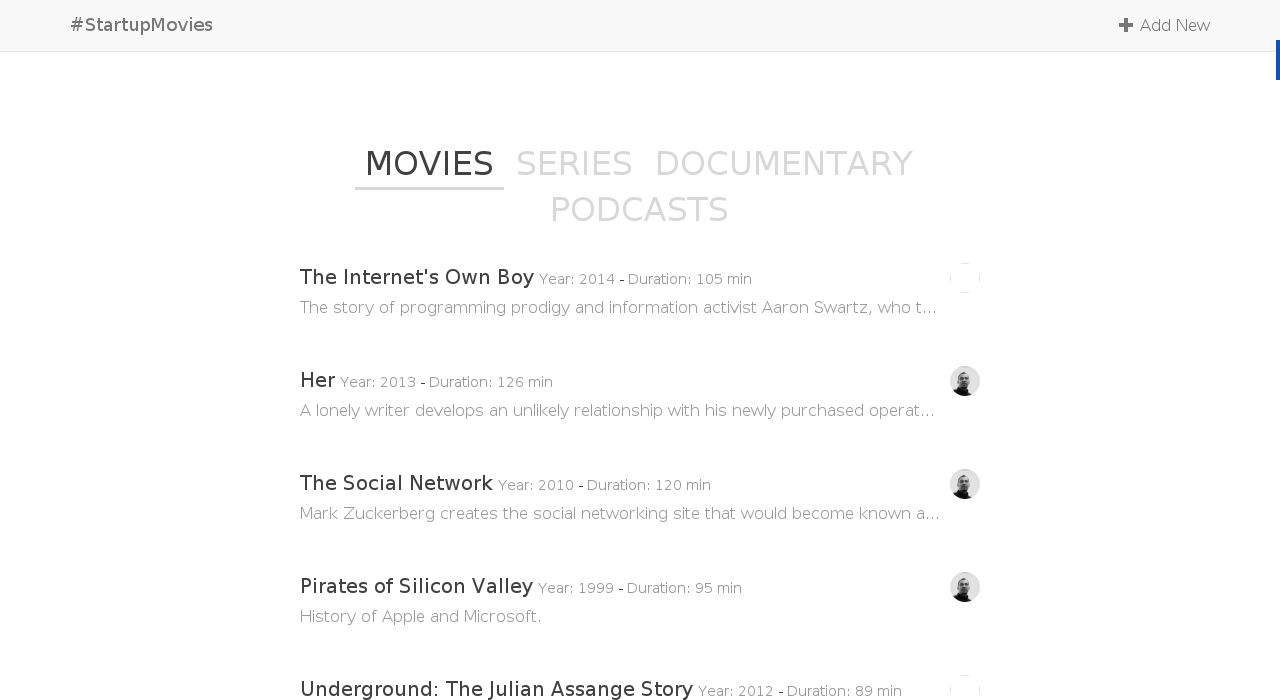 #StartupMovies
Add New
MOVIES SERIES DOCUMENTARY
PODCASTS
The Internet's Own Boy Year: 2014 - Duration: 105 min
The story of programming prodigy and information activist Aaron Swartz, who t...
Her Year: 2013 - Duration: 126 min
A lonely writer develops an unlikely relationship with his newly purchased operat...
The Social Network Year: 2010 - Duration: 120 min
Mark Zuckerberg creates the social networking site that would become known a...
Pirates of Silicon Valley Year: 1999 - Duration: 95 min
History of Apple and Microsoft.
Underground: The Julian Assange Story Year: 2012 - Duration: 89 min